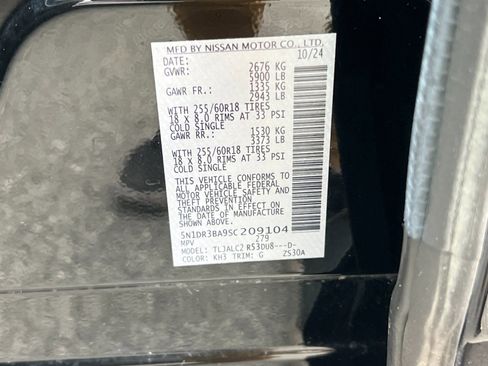 MFD BY NISSAN MOTOR CO., LTD.
DATE: 10/24
GVWR: 2676 KG
5900 LB
GAWR FR.: 1335 KG
2943 LB
WITH 255/60R18 TIRES
18 x 8.0 RIMS AT 33 PSI
COLD SINGLE
GAWR RR.: 1530 KG
3373 LB
WITH 255/60R18 TIRES
18 x 8.0 RIMS AT 33 PSI
COLD SINGLE
THIS VEHICLE CONFORMS TO
ALL APPLICABLE FEDERAL
MOTOR VEHICLE SAFETY AND
THEFT PREVENTION
STANDARDS IN EFFECT ON
THE DATE OF MANUFACTURE
5N1DR3BA9SC209104
MPV 279
MODEL: TLJALC2 R53DU8---D-
COLOR: KH3 TRIM: G ZS30A